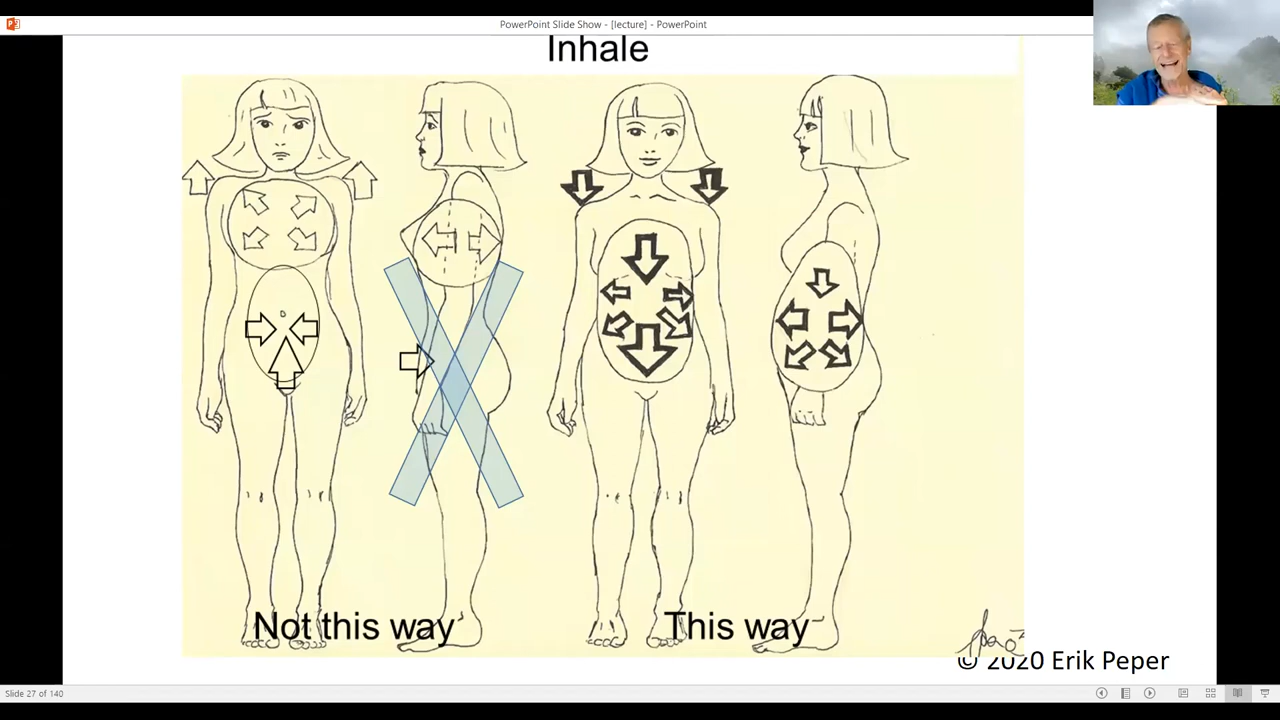 PowerPoint Slide Show - [lecture] - PowerPoint
Inhale
Not this way
This way
© 2020 Erik Peper
Slide 27 of 140